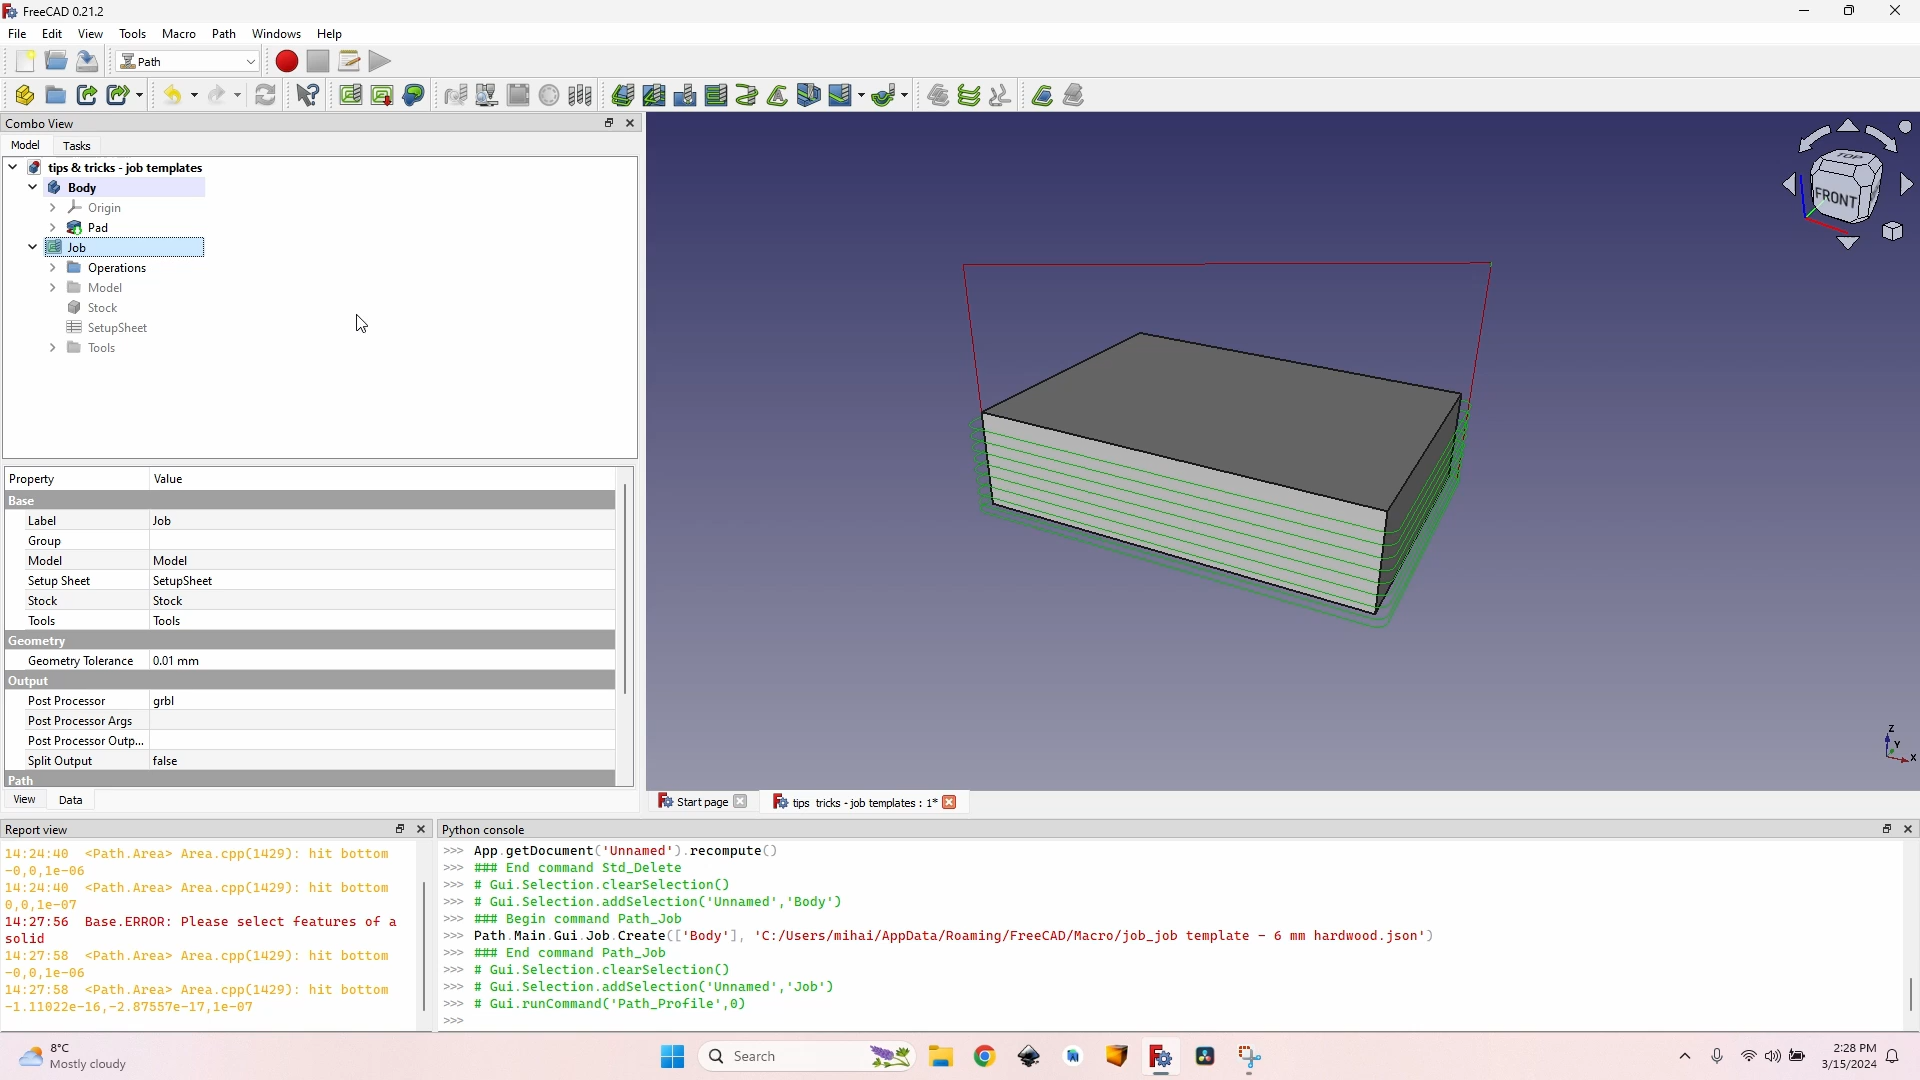 FreeCAD 0.21.2
File Edit View Tools Macro Path Windows Help
Path
Combo View
Model Tasks
tips & tricks - job templates
Body
Origin
Pad
Job
Operations
Model
Stock
SetupSheet
Tools
Property Value
Base
Label Job
Group
Model Model
Setup Sheet SetupSheet
Stock Stock
Tools Tools
Geometry
Geometry Tolerance 0.01 mm
Output
Post Processor grbl
Post Processor Args
Post Processor Outp...
Split Output false
Path
View Data
TOP
FRONT
Z
Y
X
Start page tips tricks - job templates : 1*
Report view
14:24:40 <Path.Area> Area.cpp(1429): hit bottom
-0,0,1e-06
14:24:40 <Path.Area> Area.cpp(1429): hit bottom
0,0,1e-07
14:27:56 Base.ERROR: Please select features of a
solid
14:27:58 <Path.Area> Area.cpp(1429): hit bottom
-0,0,1e-06
14:27:58 <Path.Area> Area.cpp(1429): hit bottom
-1.11022e-16,-2.87557e-17,1e-07
Python console
>>> App.getDocument('Unnamed').recompute()
>>> ### End command Std_Delete
>>> # Gui.Selection.clearSelection()
>>> # Gui.Selection.addSelection('Unnamed','Body')
>>> ### Begin command Path_Job
>>> Path.Main.Gui.Job.Create(['Body'], 'C:/Users/mihai/AppData/Roaming/FreeCAD/Macro/job_job template - 6 mm hardwood.json')
>>> ### End command Path_Job
>>> # Gui.Selection.clearSelection()
>>> # Gui.Selection.addSelection('Unnamed','Job')
>>> # Gui.runCommand('Path_Profile',0)
>>>
8°C
Mostly cloudy
Search
2:28 PM
3/15/2024